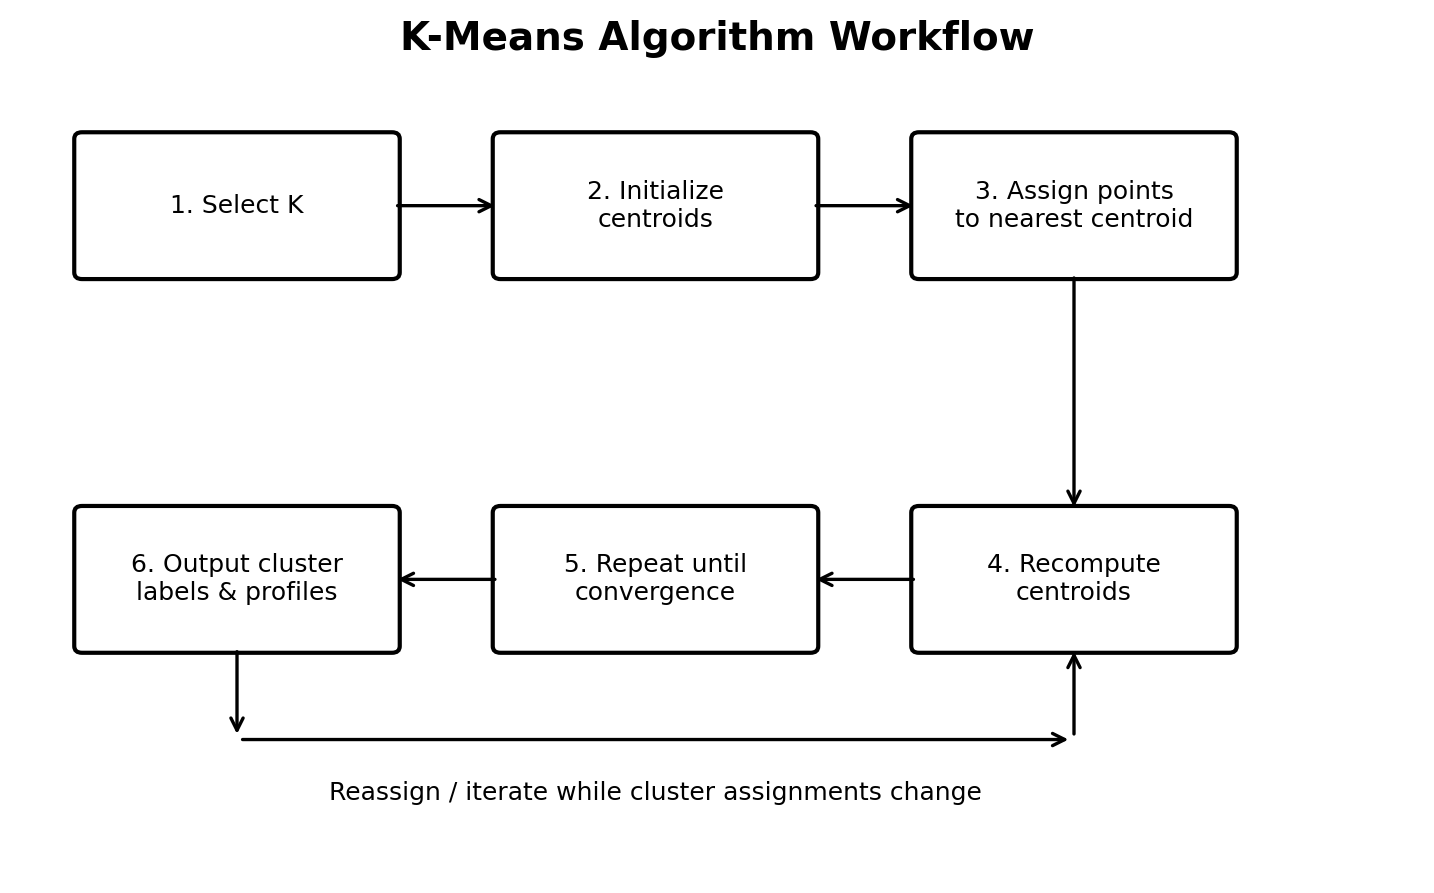 K-Means Algorithm Workflow
1. Select K
2. Initialize
centroids
3. Assign points
to nearest centroid
4. Recompute
centroids
5. Repeat until
convergence
6. Output cluster
labels & profiles
Reassign / iterate while cluster assignments change